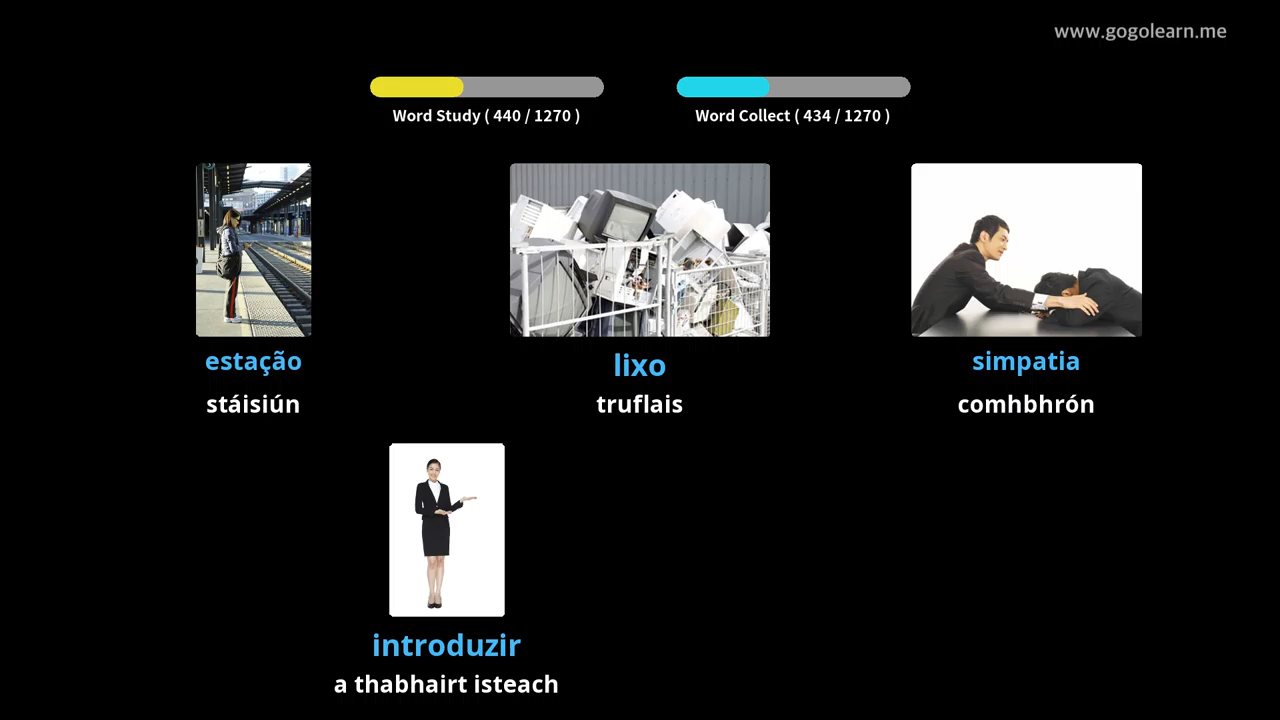 www.gogolearn.me
Word Study ( 440 / 1270 )
Word Collect ( 434 / 1270 )
estação
lixo
simpatia
stáisiún
truflais
comhbhrón
introduzir
a thabhairt isteach